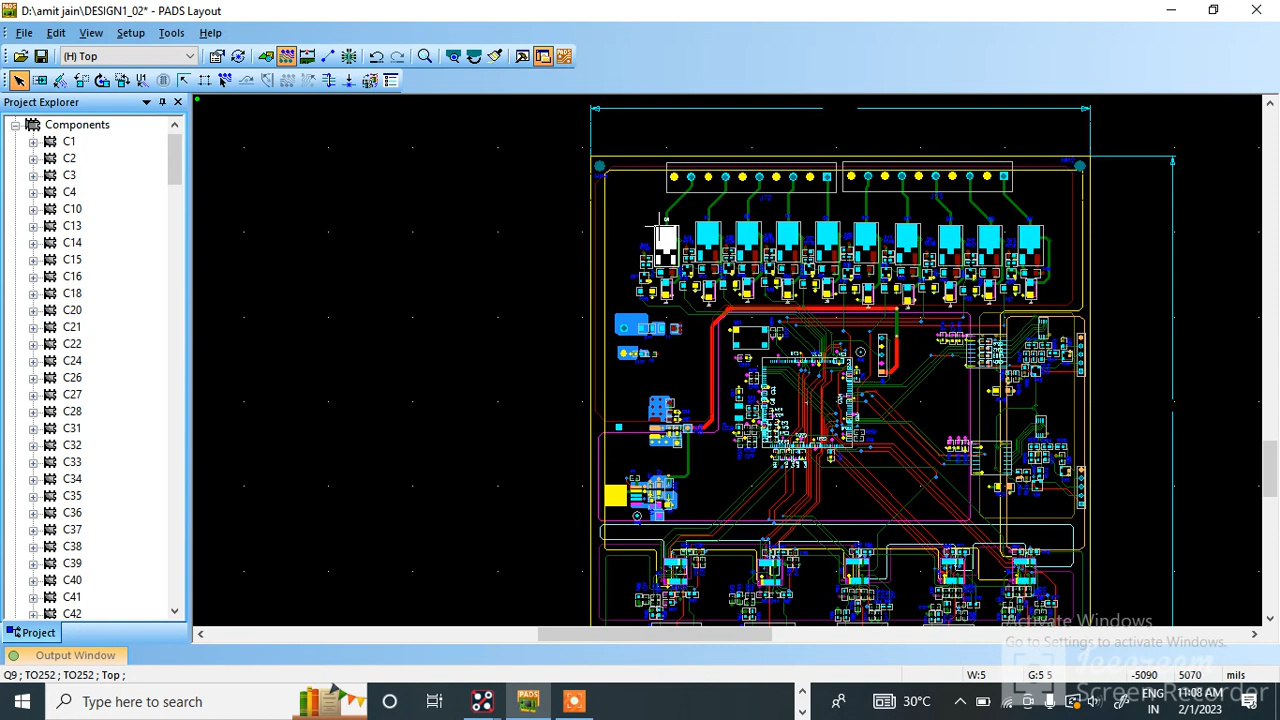 D:\amit jain\DESIGN1_02* - PADS Layout
File Edit View Setup Tools Help
(H) Top
Project Explorer
Components
C1
C2
C3
C4
C10
C13
C14
C15
C16
C18
C20
C21
C22
C24
C26
C27
C28
C31
C32
C33
C34
C35
C36
C37
C38
C39
C40
C41
C42
Project
Output Window
Activate Windows
Go to Settings to activate Windows.
Icecream
Screen Recorder
Q9 ; TO252 ; TO252 ; Top ;
W:5
G:5 5
-5090
5070
mils
Type here to search
30°C
ENG
IN
11:08 AM
2/1/2023